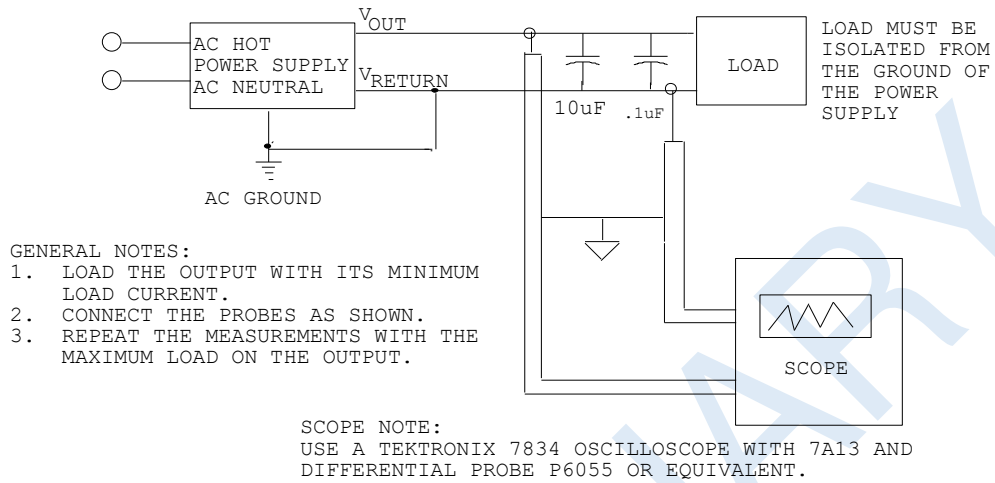 V OUT
AC HOT
POWER SUPPLY
AC NEUTRAL
V RETURN
10uF
.1uF
LOAD
LOAD MUST BE
ISOLATED FROM
THE GROUND OF
THE POWER
SUPPLY
AC GROUND
GENERAL NOTES:
1. LOAD THE OUTPUT WITH ITS MINIMUM
LOAD CURRENT.
2. CONNECT THE PROBES AS SHOWN.
3. REPEAT THE MEASUREMENTS WITH THE
MAXIMUM LOAD ON THE OUTPUT.
SCOPE
SCOPE NOTE:
USE A TEKTRONIX 7834 OSCILLOSCOPE WITH 7A13 AND
DIFFERENTIAL PROBE P6055 OR EQUIVALENT.